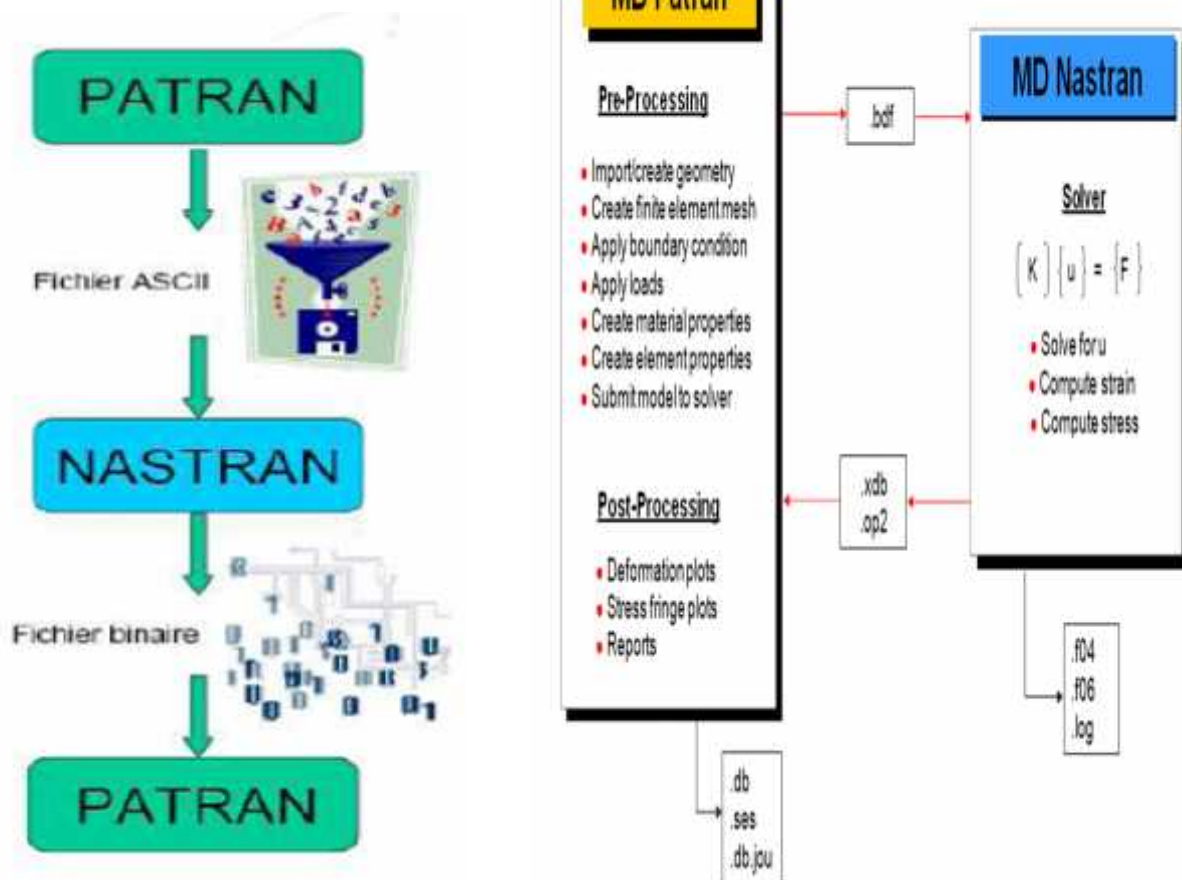 PATRAN
Fichier ASCII
NASTRAN
Fichier binaire
PATRAN
MD Patran
Pre-Processing
Import/create geometry
Create finite element mesh
Apply boundary condition
Apply loads
Create material properties
Create element properties
Submit model to solver
Post-Processing
Deformation plots
Stress fringe plots
Reports
.db
.ses
.db.jou
.bdf
.xdb
.op2
MD Nastran
Solver
[ K ] { u } = { F }
Solve for u
Compute strain
Compute stress
.f04
.f06
.log